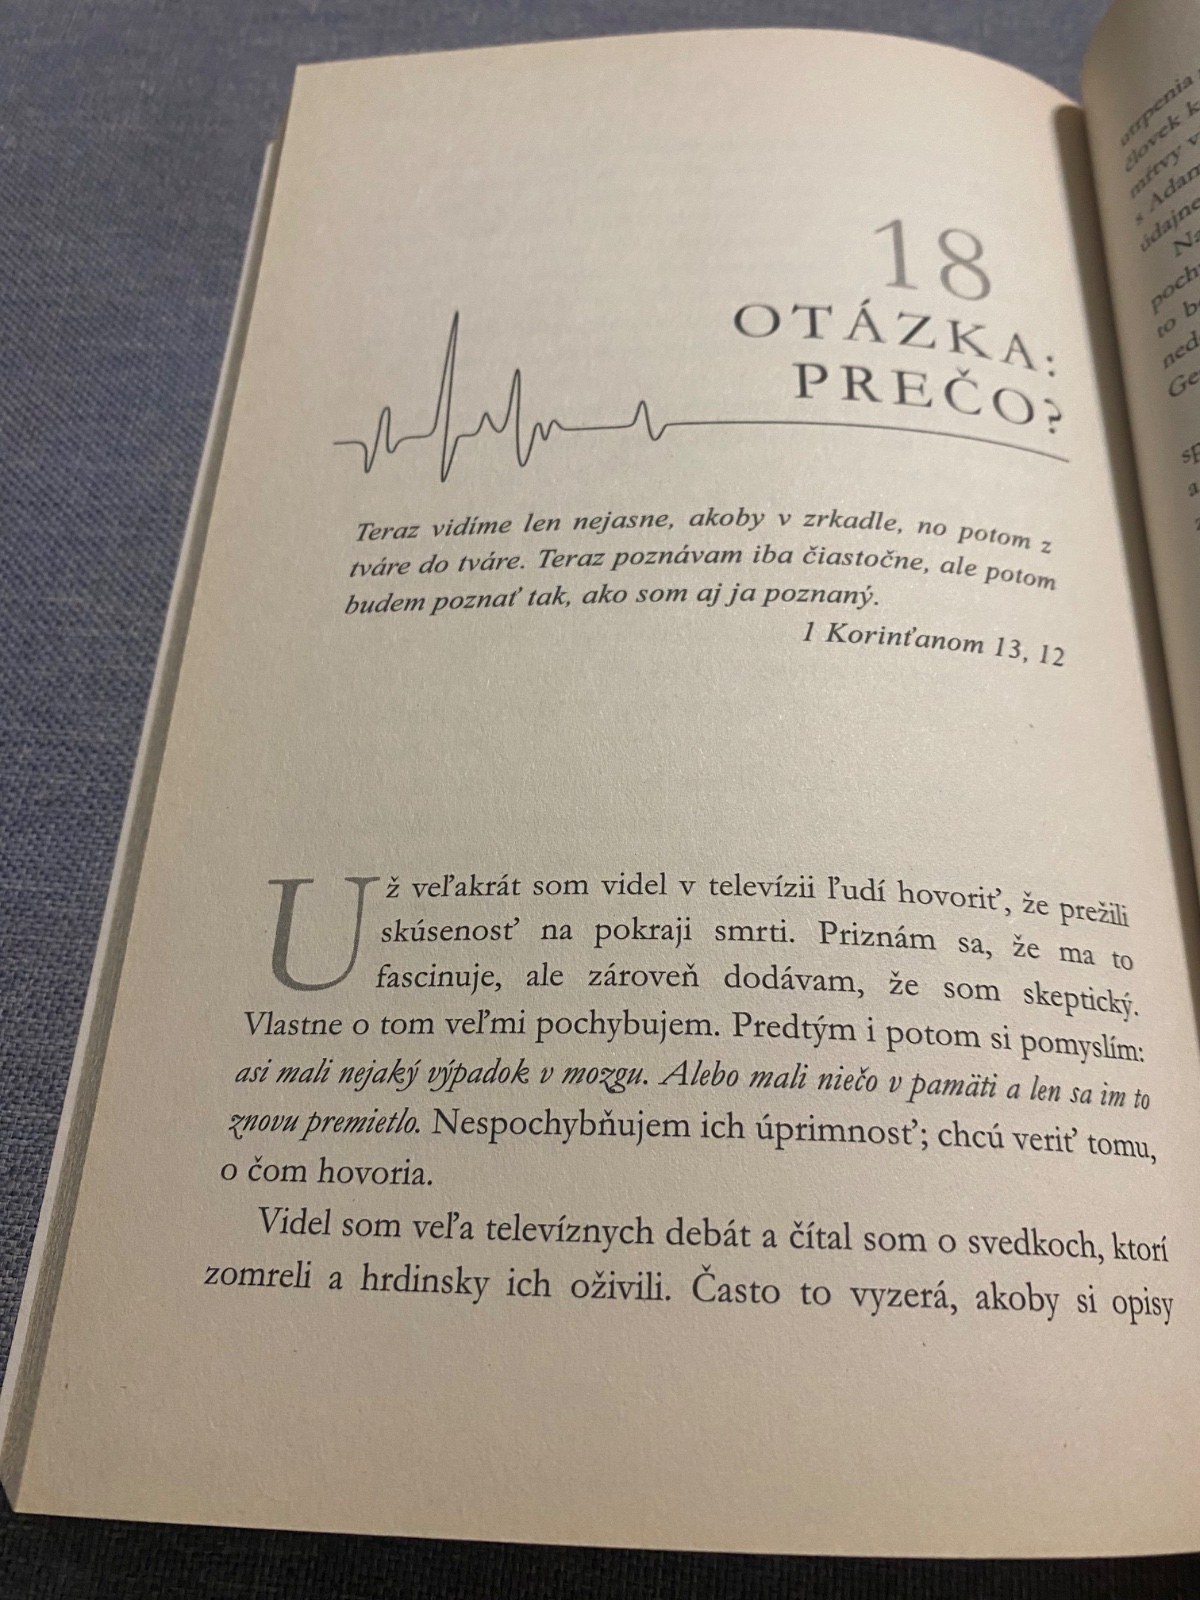 18
OTÁZKA:
PREČO?
Teraz vidíme len nejasne, akoby v zrkadle, no potom z
tváre do tváre. Teraz poznávam iba čiastočne, ale potom
budem poznať tak, ako som aj ja poznaný.
1 Korinťanom 13, 12
Už veľakrát som videl v televízii ľudí hovoriť, že prežili
skúsenosť na pokraji smrti. Priznám sa, že ma to
fascinuje, ale zároveň dodávam, že som skeptický.
Vlastne o tom veľmi pochybujem. Predtým i potom si pomyslím:
asi mali nejaký výpadok v mozgu. Alebo mali niečo v pamäti a len sa im to
znovu premietlo. Nespochybňujem ich úprimnosť; chcú veriť tomu,
o čom hovoria.
Videl som veľa televíznych debát a čítal som o svedkoch, ktorí
zomreli a hrdinsky ich oživili. Často to vyzerá, akoby si opisy
utrpenia
človek
mŕtvy
s Adam
údajne